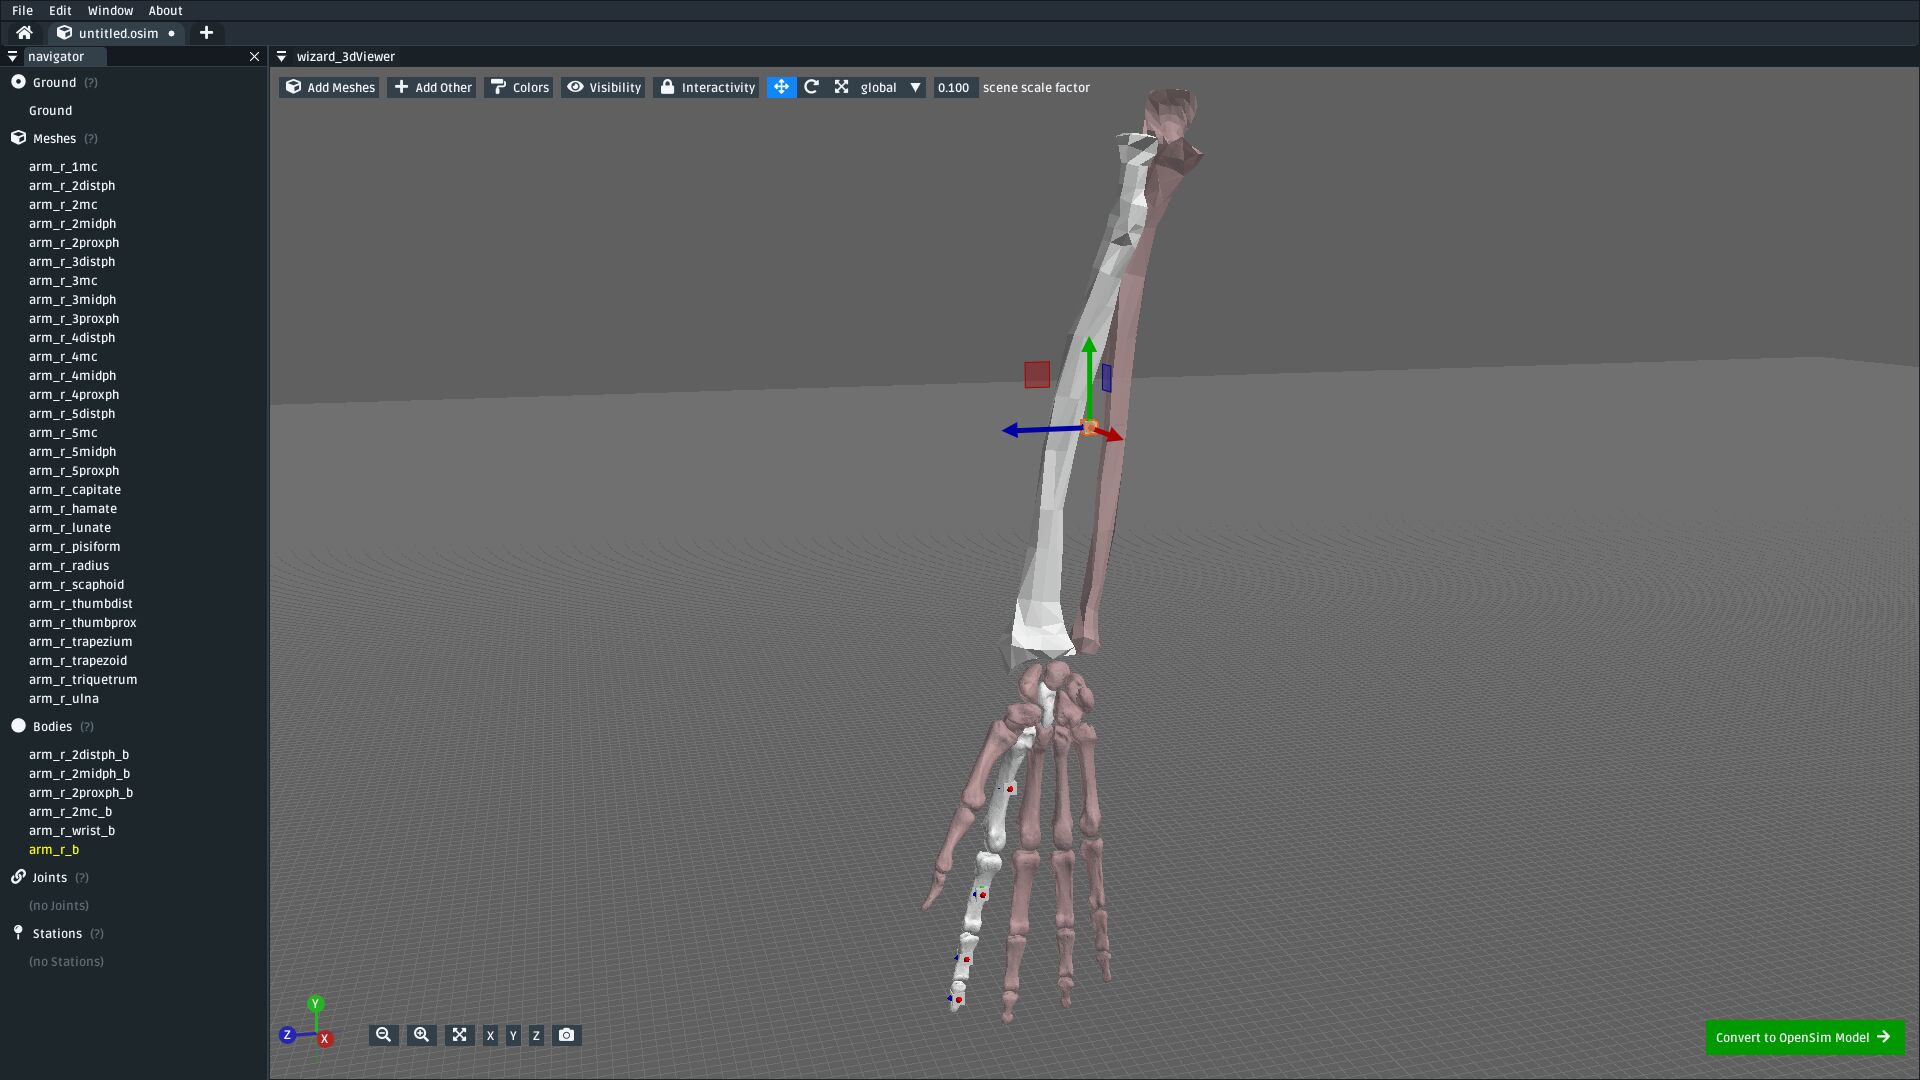 File Edit Window About
untitled.osim
navigator
wizard_3dViewer
Add Meshes Add Other Colors Visibility Interactivity global 0.100 scene scale factor
Ground (?)
Ground
Meshes (?)
arm_r_1mc
arm_r_2distph
arm_r_2mc
arm_r_2midph
arm_r_2proxph
arm_r_3distph
arm_r_3mc
arm_r_3midph
arm_r_3proxph
arm_r_4distph
arm_r_4mc
arm_r_4midph
arm_r_4proxph
arm_r_5distph
arm_r_5mc
arm_r_5midph
arm_r_5proxph
arm_r_capitate
arm_r_hamate
arm_r_lunate
arm_r_pisiform
arm_r_radius
arm_r_scaphoid
arm_r_thumbdist
arm_r_thumbprox
arm_r_trapezium
arm_r_trapezoid
arm_r_triquetrum
arm_r_ulna
Bodies (?)
arm_r_2distph_b
arm_r_2midph_b
arm_r_2proxph_b
arm_r_2mc_b
arm_r_wrist_b
arm_r_b
Joints (?)
(no Joints)
Stations (?)
(no Stations)
Y
Z X
X Y Z
Convert to OpenSim Model